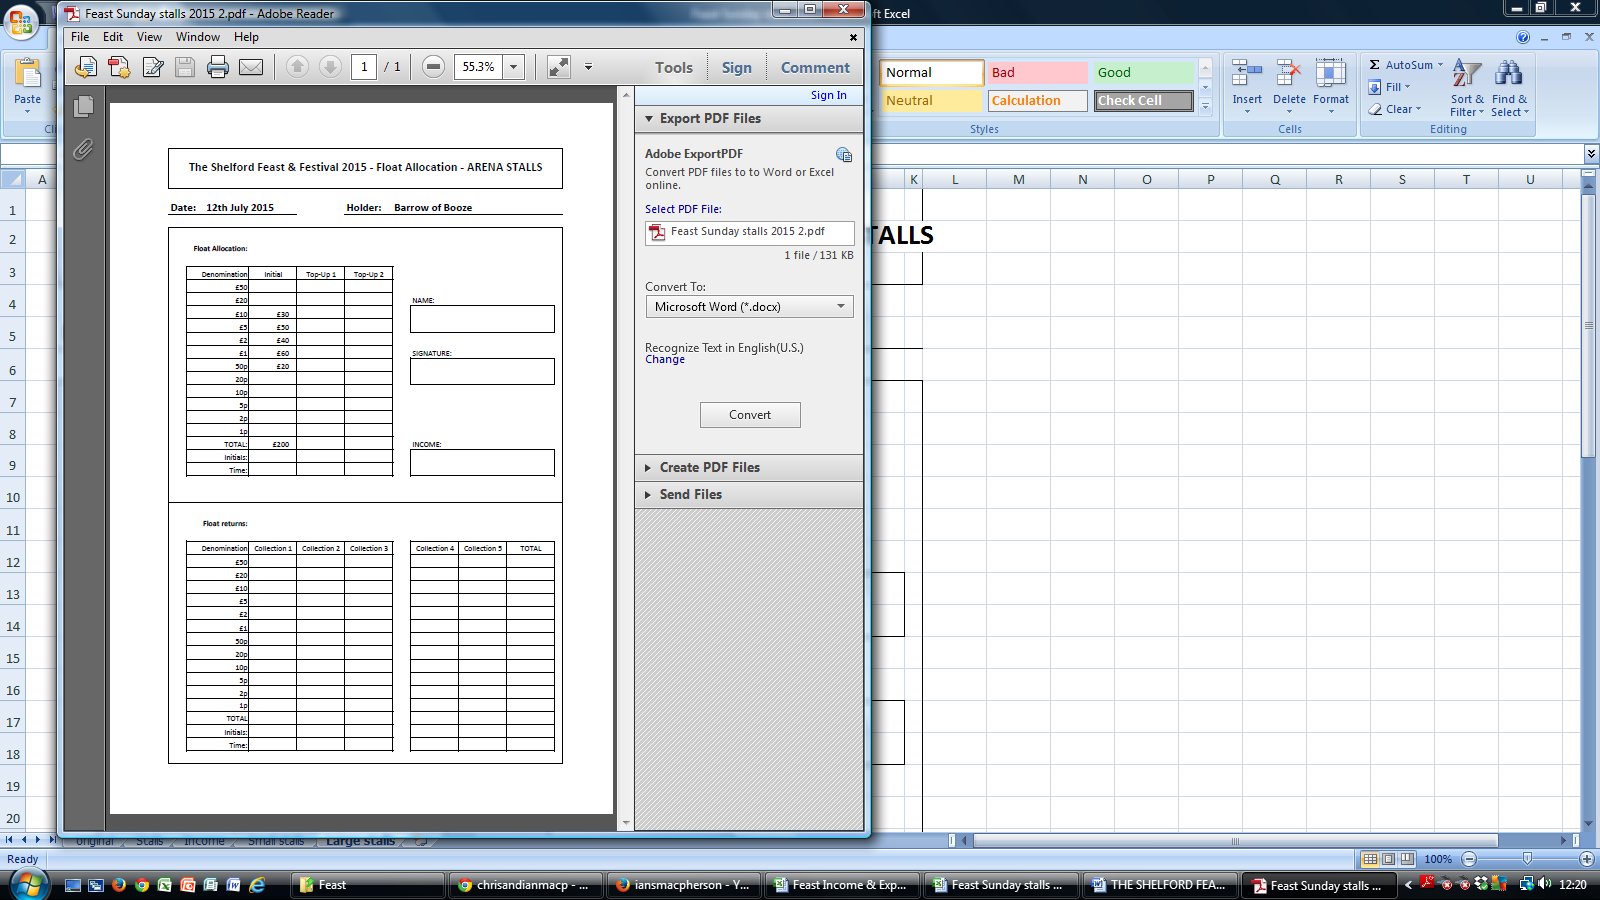 Feast Sunday stalls 2015 2.pdf - Adobe Reader
ft Excel
File Edit View Window Help
1 / 1 55.3% Tools Sign Comment
Sign In
Export PDF Files
Adobe ExportPDF
Convert PDF files to to Word or Excel
online.
Select PDF File:
Feast Sunday stalls 2015 2.pdf
1 file / 131 KB
Convert To:
Microsoft Word (*.docx)
Recognize Text in English(U.S.)
Change
Convert
Create PDF Files
Send Files
The Shelford Feast & Festival 2015 - Float Allocation - ARENA STALLS
Date: 12th July 2015 Holder: Barrow of Booze
Float Allocation:
Denomination Initial Top-Up 1 Top-Up 2
£50
£20
£10 £30
£5 £50
£2 £40
£1 £60
50p £20
20p
10p
5p
2p
1p
TOTAL: £200
Initials:
Time:
NAME:
SIGNATURE:
INCOME:
Float returns:
Denomination Collection 1 Collection 2 Collection 3 Collection 4 Collection 5 TOTAL
£50
£20
£10
£5
£2
£1
50p
20p
10p
5p
2p
1p
TOTAL
Initials:
Time:
Paste
Normal Bad Good
Neutral Calculation Check Cell
Styles
Insert Delete Format
Cells
AutoSum
Fill
Clear
Sort & Filter
Find & Select
Editing
A K L M N O P Q R S T U
TALLS
1
2
3
4
5
6
7
8
9
10
11
12
13
14
15
16
17
18
19
20
original Stalls Income Small stalls Large stalls
Ready 100%
Feast chrisandianmacp - ... iansmacpherson - Y... Feast Income & Exp... Feast Sunday stalls ... THE SHELFORD FEA... Feast Sunday stalls ... 12:20